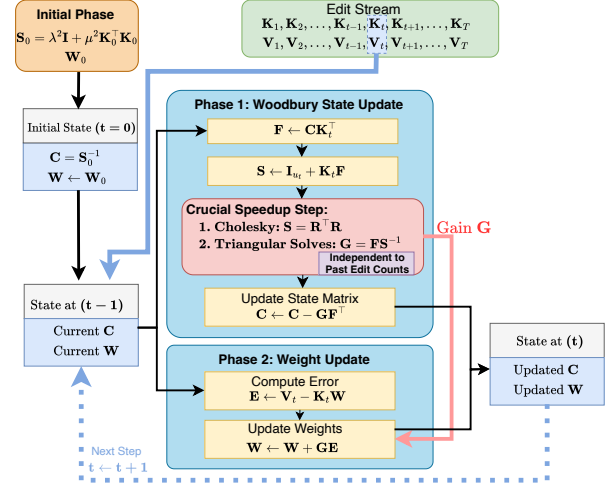 Initial Phase
S₀ = λ²I + μ²K₀⊤K₀
W₀
Edit Stream
K₁, K₂, . . . , Kₜ₋₁, Kₜ, Kₜ₊₁, . . . , K_T
V₁, V₂, . . . , Vₜ₋₁, Vₜ, Vₜ₊₁, . . . , V_T
Initial State (t = 0)
C = S₀⁻¹
W ← W₀
Phase 1: Woodbury State Update
F ← CKₜ⊤
S ← I_{uₜ} + KₜF
Crucial Speedup Step:
1. Cholesky: S = R⊤R
2. Triangular Solves: G = FS⁻¹
Independent to
Past Edit Counts
Gain G
Update State Matrix
C ← C − GF⊤
State at (t − 1)
Current C
Current W
Phase 2: Weight Update
Compute Error
E ← Vₜ − KₜW
Update Weights
W ← W + GE
State at (t)
Updated C
Updated W
Next Step
t ← t + 1